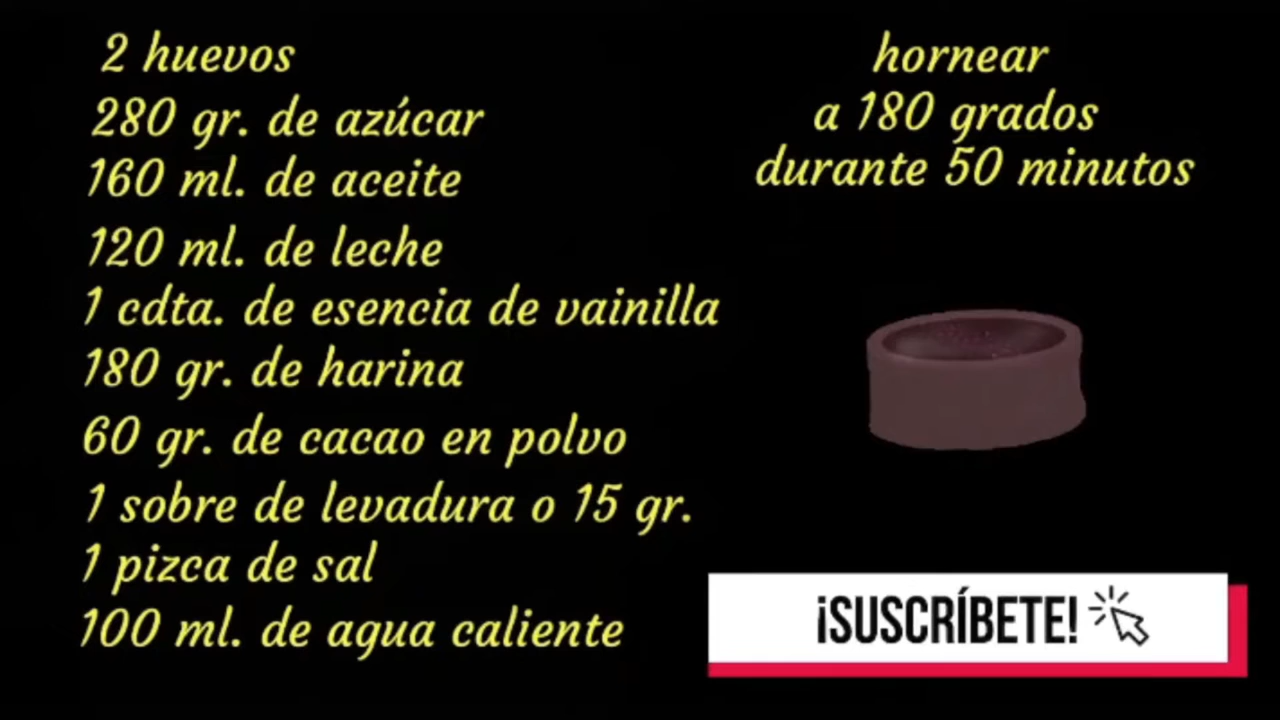 2 huevos
280 gr. de azúcar
160 ml. de aceite
120 ml. de leche
1 cdta. de esencia de vainilla
180 gr. de harina
60 gr. de cacao en polvo
1 sobre de levadura o 15 gr.
1 pizca de sal
100 ml. de agua caliente
hornear
a 180 grados
durante 50 minutos
¡SUSCRÍBETE!